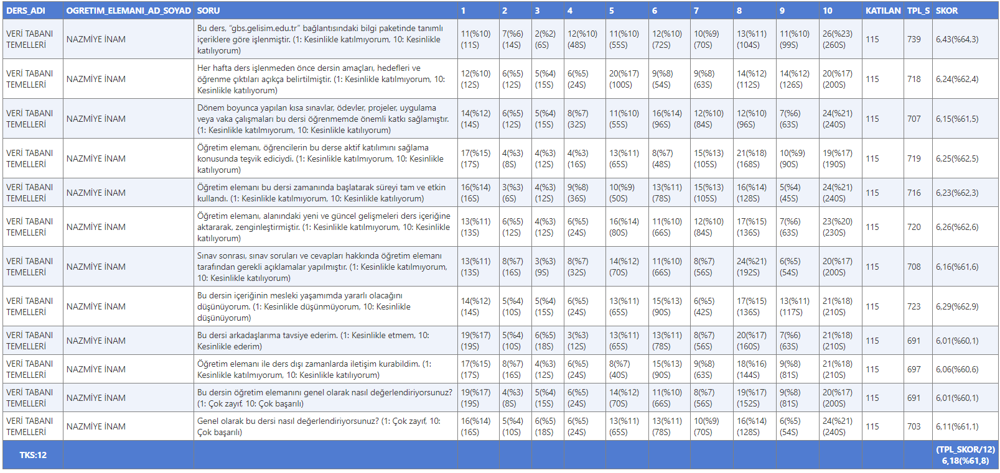 DERS_ADI OGRETIM_ELEMANI_AD_SOYAD SORU 1 2 3 4 5 6 7 8 9 10 KATILAN TPL_S SKOR
VERİ TABANI TEMELLERİ NAZMİYE İNAM Bu ders, “gbs.gelisim.edu.tr” bağlantısındaki bilgi paketinde tanımlı içeriklere göre işlenmiştir. (1: Kesinlikle katılmıyorum, 10: Kesinlikle katılıyorum) 11(%10) (11S) 7(%6) (14S) 2(%2) (6S) 12(%10) (48S) 11(%10) (55S) 12(%10) (72S) 10(%9) (70S) 13(%11) (104S) 11(%10) (99S) 26(%23) (260S) 115 739 6,43(%64,3)
VERİ TABANI TEMELLERİ NAZMİYE İNAM Her hafta ders işlenmeden önce dersin amaçları, hedefleri ve öğrenme çıktıları açıkça belirtilmiştir. (1: Kesinlikle katılmıyorum, 10: Kesinlikle katılıyorum) 12(%10) (12S) 6(%5) (12S) 5(%4) (15S) 6(%5) (24S) 20(%17) (100S) 9(%8) (54S) 9(%8) (63S) 14(%12) (112S) 14(%12) (126S) 20(%17) (200S) 115 718 6,24(%62,4)
VERİ TABANI TEMELLERİ NAZMİYE İNAM Dönem boyunca yapılan kısa sınavlar, ödevler, projeler, uygulama veya vaka çalışmaları bu dersi öğrenmemde önemli katkı sağlamıştır. (1: Kesinlikle katılmıyorum, 10: Kesinlikle katılıyorum) 14(%12) (14S) 6(%5) (12S) 5(%4) (15S) 8(%7) (32S) 11(%10) (55S) 16(%14) (96S) 12(%10) (84S) 12(%10) (96S) 7(%6) (63S) 24(%21) (240S) 115 707 6,15(%61,5)
VERİ TABANI TEMELLERİ NAZMİYE İNAM Öğretim elemanı, öğrencilerin bu derse aktif katılımını sağlama konusunda teşvik ediciydi. (1: Kesinlikle katılmıyorum, 10: Kesinlikle katılıyorum) 17(%15) (17S) 4(%3) (8S) 4(%3) (12S) 4(%3) (16S) 13(%11) (65S) 8(%7) (48S) 15(%13) (105S) 21(%18) (168S) 10(%9) (90S) 19(%17) (190S) 115 719 6,25(%62,5)
VERİ TABANI TEMELLERİ NAZMİYE İNAM Öğretim elemanı bu dersi zamanında başlatarak süreyi tam ve etkin kullandı. (1: Kesinlikle katılmıyorum, 10: Kesinlikle katılıyorum) 16(%14) (16S) 3(%3) (6S) 4(%3) (12S) 9(%8) (36S) 10(%9) (50S) 13(%11) (78S) 15(%13) (105S) 16(%14) (128S) 5(%4) (45S) 24(%21) (240S) 115 716 6,23(%62,3)
VERİ TABANI TEMELLERİ NAZMİYE İNAM Öğretim elemanı, alanındaki yeni ve güncel gelişmeleri ders içeriğine aktararak, zenginleştirmiştir. (1: Kesinlikle katılmıyorum, 10: Kesinlikle katılıyorum) 13(%11) (13S) 6(%5) (12S) 4(%3) (12S) 6(%5) (24S) 16(%14) (80S) 11(%10) (66S) 12(%10) (84S) 17(%15) (136S) 7(%6) (63S) 23(%20) (230S) 115 720 6,26(%62,6)
VERİ TABANI TEMELLERİ NAZMİYE İNAM Sınav sonrası, sınav soruları ve cevapları hakkında öğretim elemanı tarafından gerekli açıklamalar yapılmıştır. (1: Kesinlikle katılmıyorum, 10: Kesinlikle katılıyorum) 13(%11) (13S) 8(%7) (16S) 3(%3) (9S) 8(%7) (32S) 14(%12) (70S) 11(%10) (66S) 8(%7) (56S) 24(%21) (192S) 6(%5) (54S) 20(%17) (200S) 115 708 6,16(%61,6)
VERİ TABANI TEMELLERİ NAZMİYE İNAM Bu dersin içeriğinin mesleki yaşamımda yararlı olacağını düşünüyorum. (1: Kesinlikle düşünmüyorum, 10: Kesinlikle düşünüyorum) 14(%12) (14S) 5(%4) (10S) 5(%4) (15S) 6(%5) (24S) 13(%11) (65S) 15(%13) (90S) 6(%5) (42S) 17(%15) (136S) 13(%11) (117S) 21(%18) (210S) 115 723 6,29(%62,9)
VERİ TABANI TEMELLERİ NAZMİYE İNAM Bu dersi arkadaşlarıma tavsiye ederim. (1: Kesinlikle etmem, 10: Kesinlikle ederim) 19(%17) (19S) 5(%4) (10S) 6(%5) (18S) 3(%3) (12S) 13(%11) (65S) 13(%11) (78S) 8(%7) (56S) 20(%17) (160S) 7(%6) (63S) 21(%18) (210S) 115 691 6,01(%60,1)
VERİ TABANI TEMELLERİ NAZMİYE İNAM Öğretim elemanı ile ders dışı zamanlarda iletişim kurabildim. (1: Kesinlikle katılmıyorum, 10: Kesinlikle katılıyorum) 17(%15) (17S) 8(%7) (16S) 4(%3) (12S) 6(%5) (24S) 8(%7) (40S) 15(%13) (90S) 9(%8) (63S) 18(%16) (144S) 9(%8) (81S) 21(%18) (210S) 115 697 6,06(%60,6)
VERİ TABANI TEMELLERİ NAZMİYE İNAM Bu dersin öğretim elemanını genel olarak nasıl değerlendiriyorsunuz? (1: Çok zayıf, 10: Çok başarılı) 19(%17) (19S) 4(%3) (8S) 5(%4) (15S) 6(%5) (24S) 14(%12) (70S) 11(%10) (66S) 8(%7) (56S) 19(%17) (152S) 9(%8) (81S) 20(%17) (200S) 115 691 6,01(%60,1)
VERİ TABANI TEMELLERİ NAZMİYE İNAM Genel olarak bu dersi nasıl değerlendiriyorsunuz? (1: Çok zayıf, 10: Çok başarılı) 16(%14) (16S) 5(%4) (10S) 6(%5) (18S) 6(%5) (24S) 13(%11) (65S) 13(%11) (78S) 10(%9) (70S) 16(%14) (128S) 6(%5) (54S) 24(%21) (240S) 115 703 6,11(%61,1)
TKS:12 (TPL_SKOR/12) 6,18(%61,8)